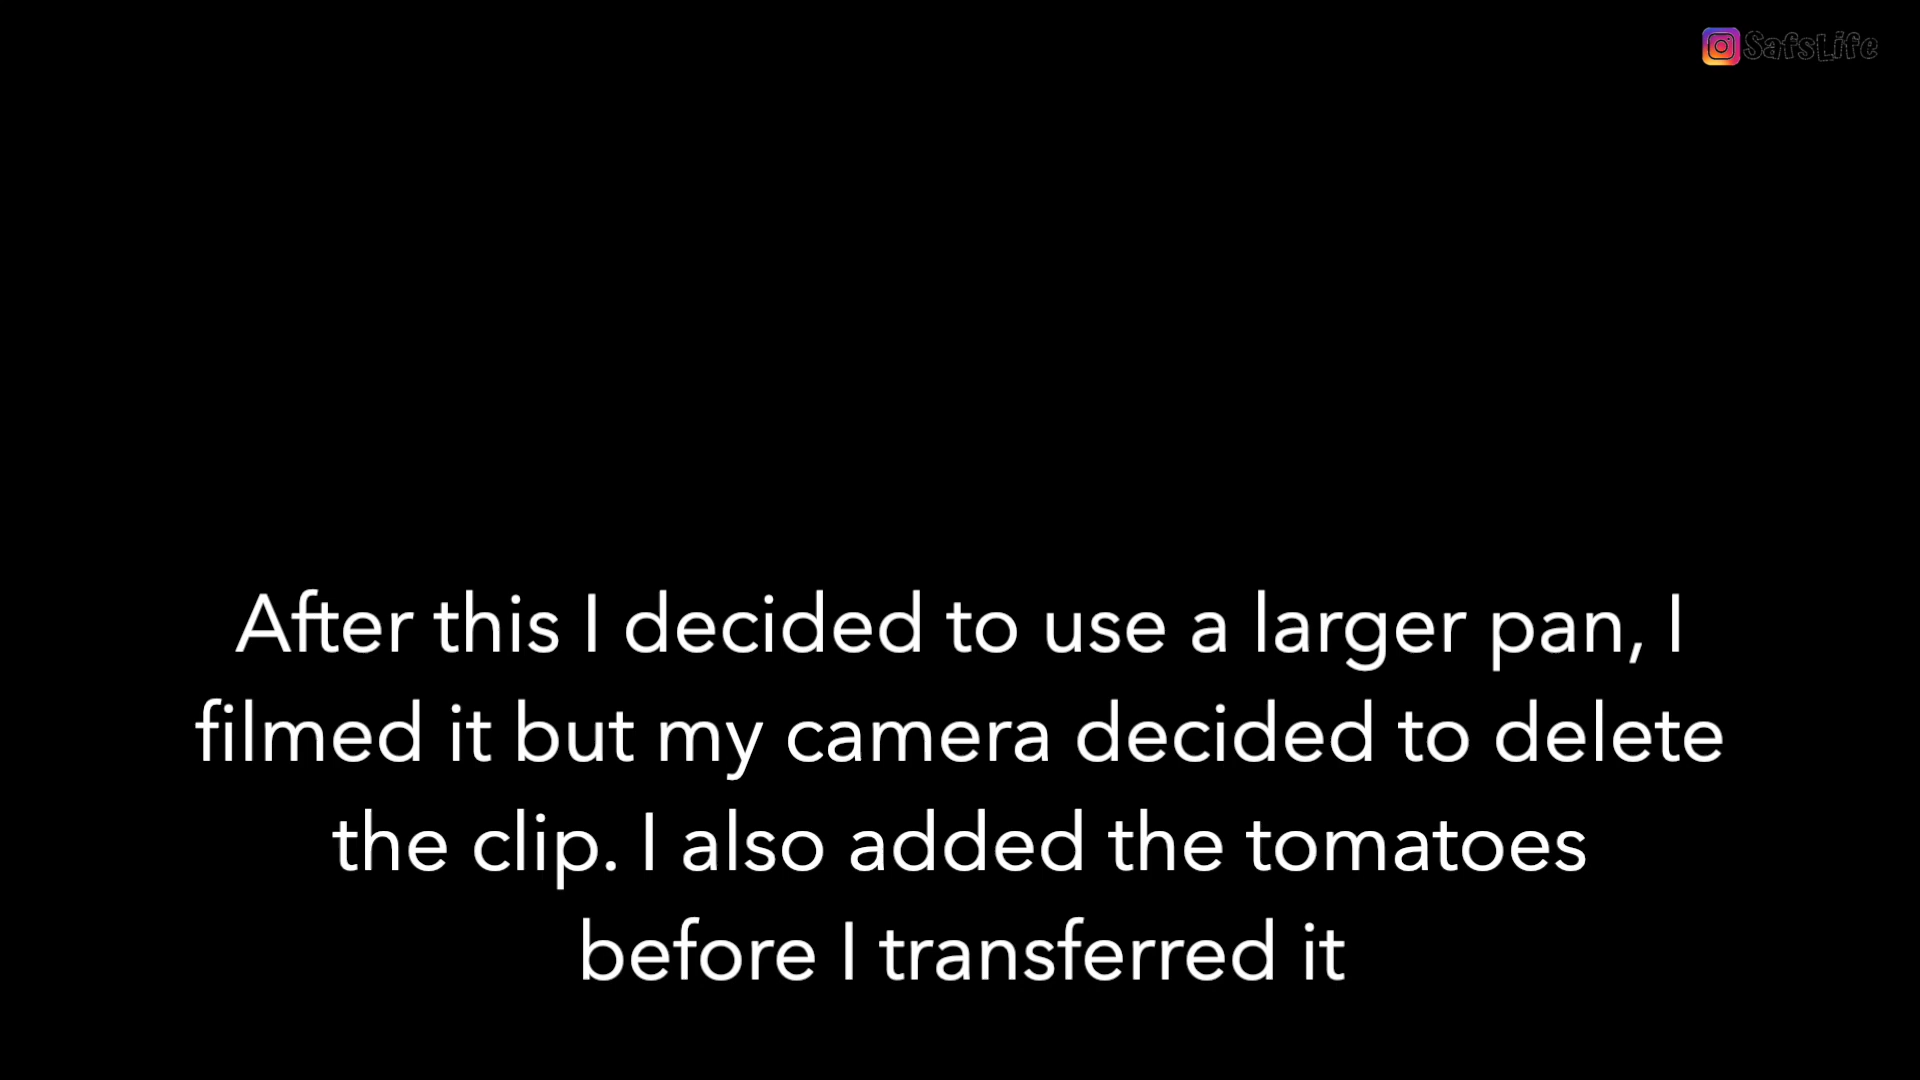 SafsLife
After this I decided to use a larger pan, I
filmed it but my camera decided to delete
the clip. I also added the tomatoes
before I transferred it